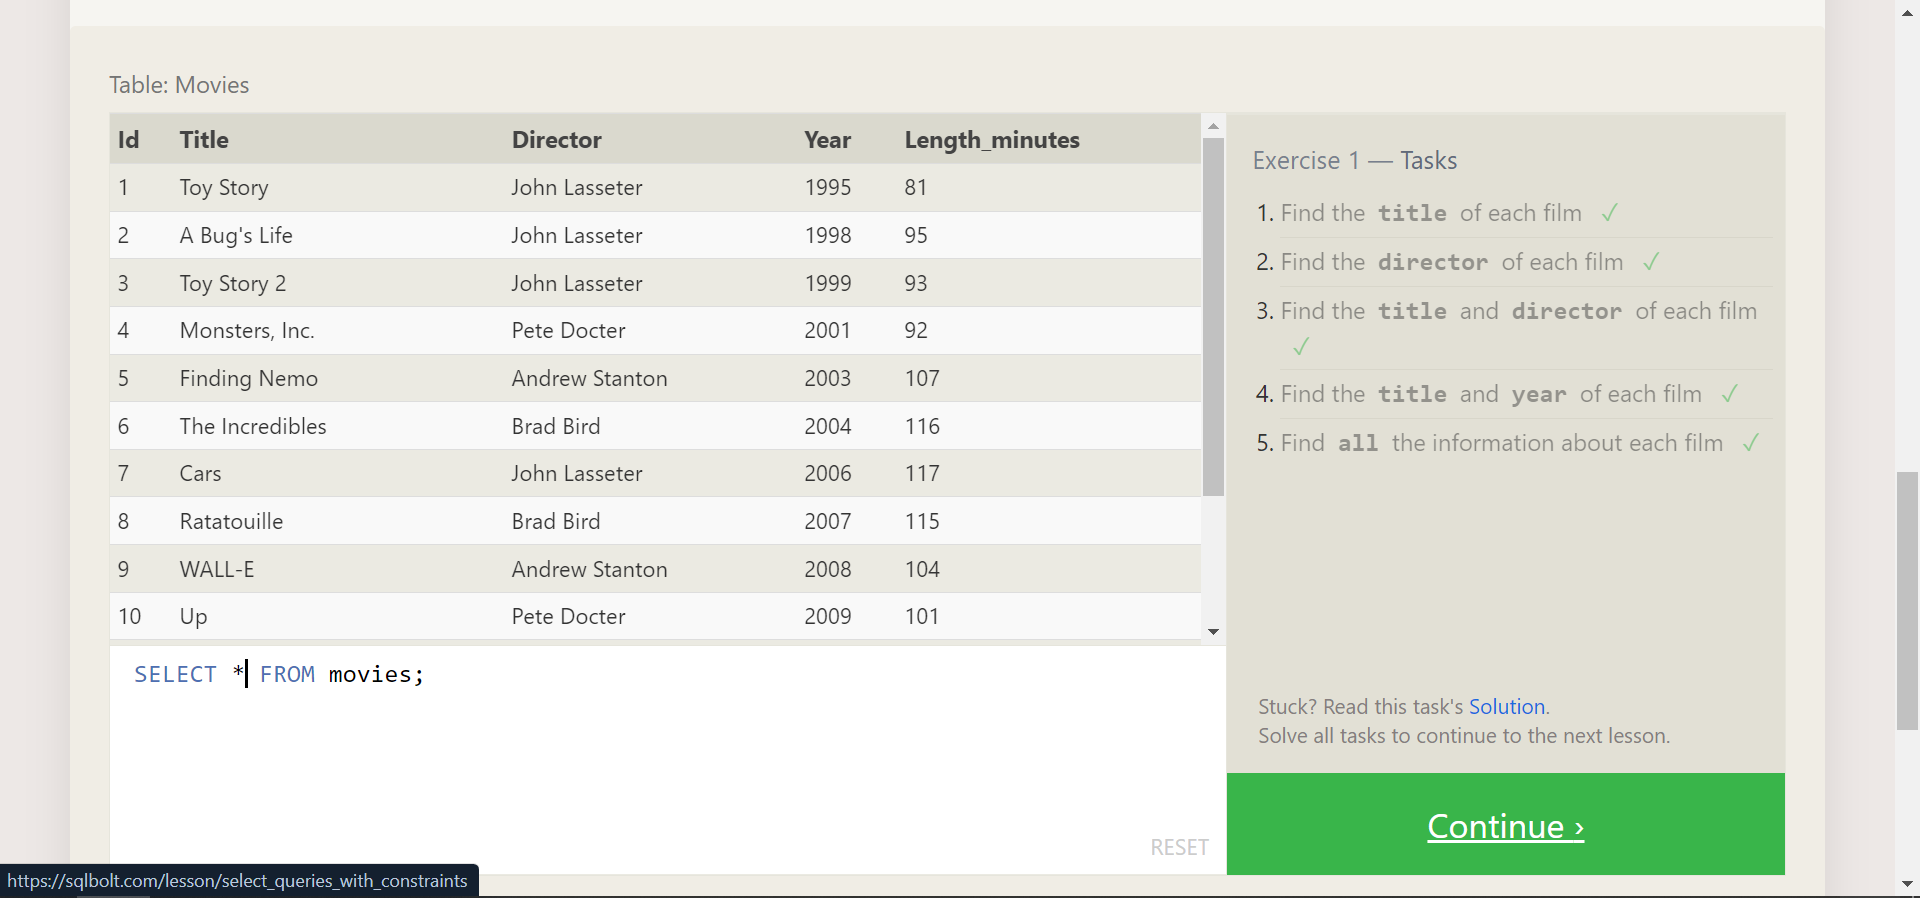 Table: Movies
Id Title Director Year Length_minutes
1 Toy Story John Lasseter 1995 81
2 A Bug's Life John Lasseter 1998 95
3 Toy Story 2 John Lasseter 1999 93
4 Monsters, Inc. Pete Docter 2001 92
5 Finding Nemo Andrew Stanton 2003 107
6 The Incredibles Brad Bird 2004 116
7 Cars John Lasseter 2006 117
8 Ratatouille Brad Bird 2007 115
9 WALL-E Andrew Stanton 2008 104
10 Up Pete Docter 2009 101
SELECT * FROM movies;
RESET
Exercise 1 — Tasks
1. Find the title of each film ✓
2. Find the director of each film ✓
3. Find the title and director of each film
✓
4. Find the title and year of each film ✓
5. Find all the information about each film ✓
Stuck? Read this task's Solution.
Solve all tasks to continue to the next lesson.
Continue ›
https://sqlbolt.com/lesson/select_queries_with_constraints